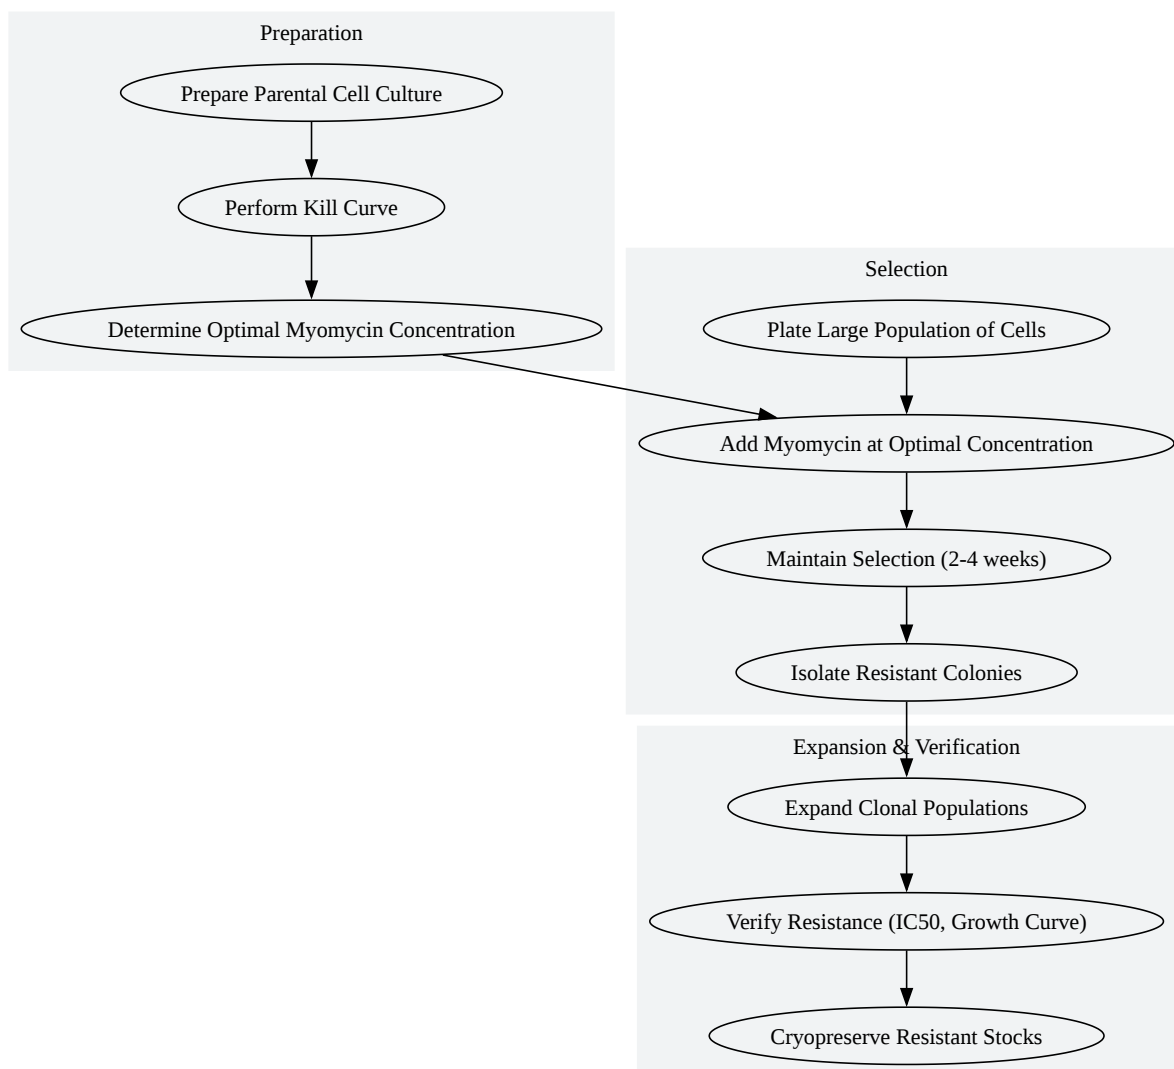 Preparation
Prepare Parental Cell Culture
Perform Kill Curve
Determine Optimal Myomycin Concentration
Selection
Plate Large Population of Cells
Add Myomycin at Optimal Concentration
Maintain Selection (2-4 weeks)
Isolate Resistant Colonies
Expansion & Verification
Expand Clonal Populations
Verify Resistance (IC50, Growth Curve)
Cryopreserve Resistant Stocks